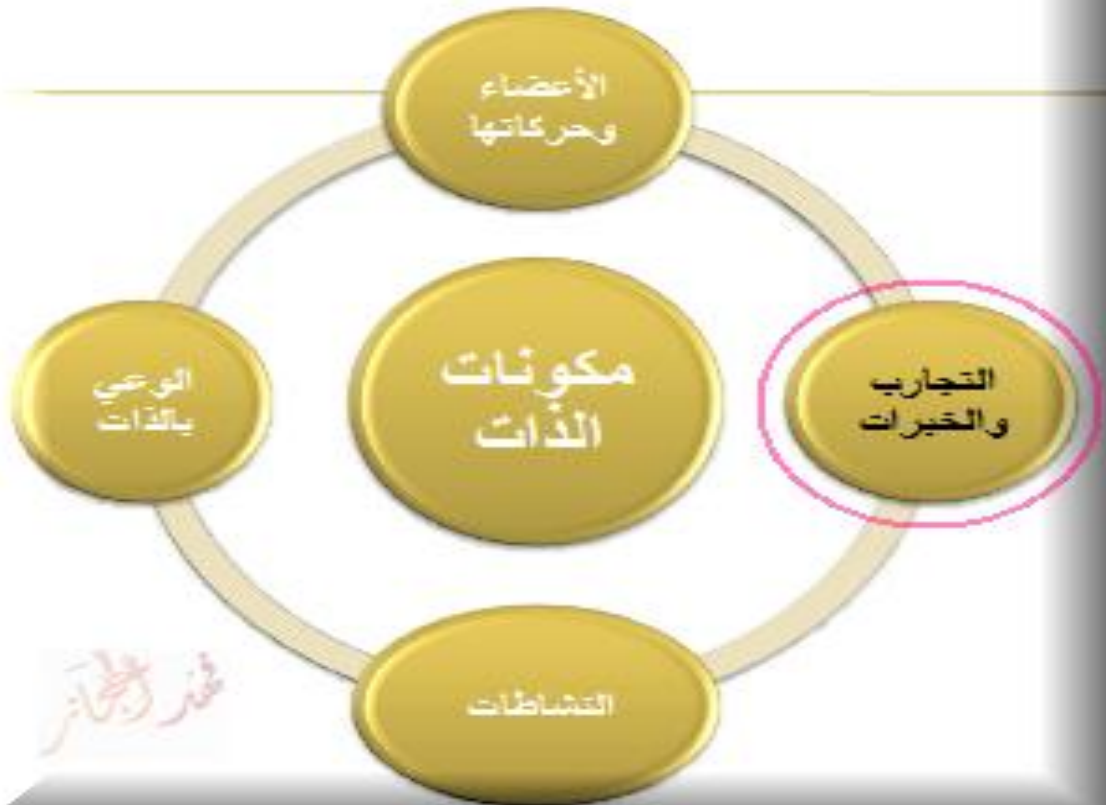 الأعضاء
وحركاتها
التجارب
والخبرات
مكونات
الذات
الوعي
بالذات
النشاطات